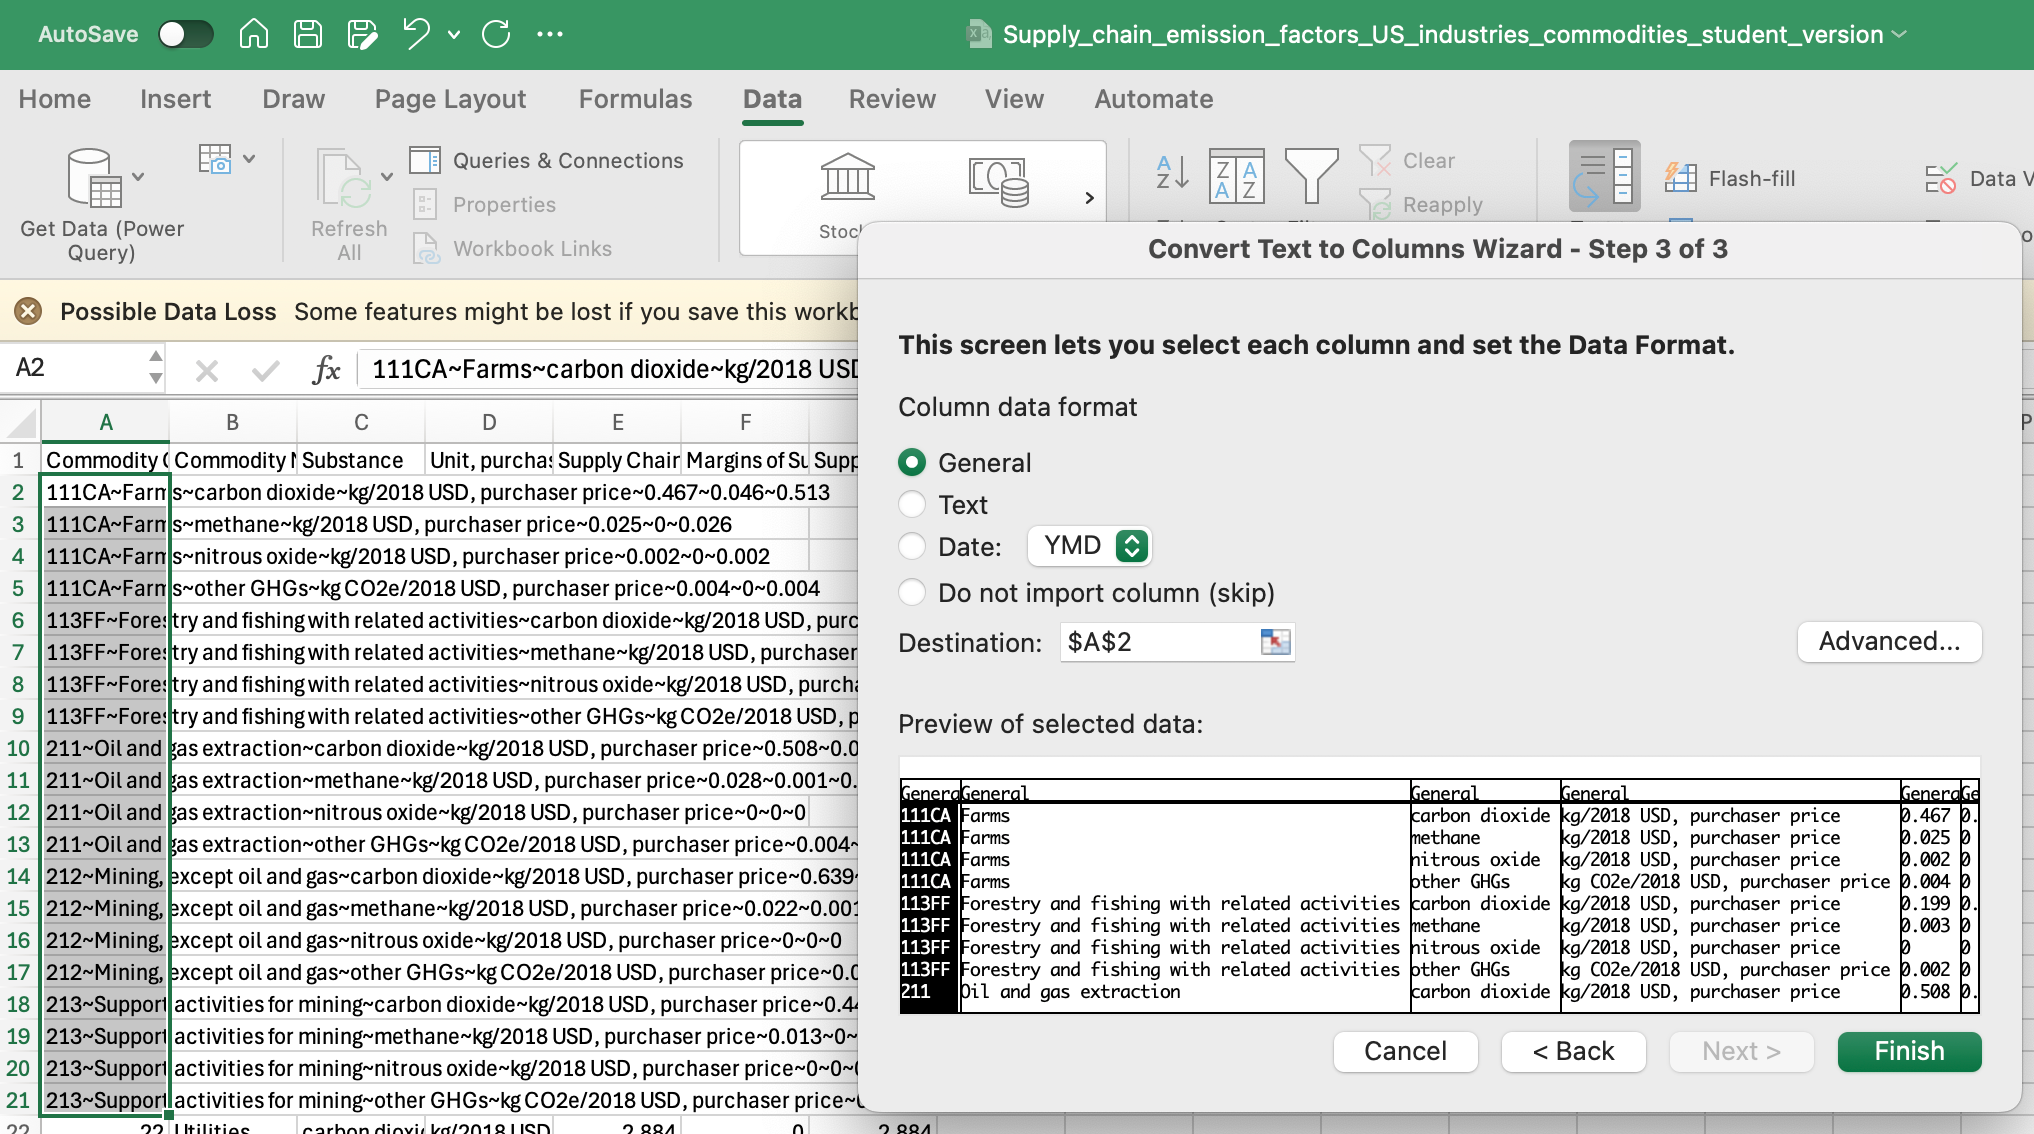 AutoSave
Supply_chain_emission_factors_US_industries_commodities_student_version
Home Insert Draw Page Layout Formulas Data Review View Automate
Get Data (Power Query)
Refresh All
Queries & Connections
Properties
Workbook Links
Clear
Reapply
Flash-fill
Data
Possible Data Loss Some features might be lost if you save this
A2 fx 111CA~Farms~carbon dioxide~kg/2018
A B C D E F
1 Commodity Commodity Substance Unit, Supply Margins of
2 111CA~Farms~carbon dioxide~kg/2018 USD, purchaser price~0.467~0.046~0.513
3 111CA~Farms~methane~kg/2018 USD, purchaser price~0.025~0~0.026
4 111CA~Farms~nitrous oxide~kg/2018 USD, purchaser price~0.002~0~0.002
5 111CA~Farms~other GHGs~kg CO2e/2018 USD, purchaser price~0.004~0~0.004
6 113FF~Forestry and fishing with related activities~carbon dioxide~kg/2018 USD,
7 113FF~Forestry and fishing with related activities~methane~kg/2018 USD, purchaser
8 113FF~Forestry and fishing with related activities~nitrous oxide~kg/2018 USD,
9 113FF~Forestry and fishing with related activities~other GHGs~kg CO2e/2018 USD,
10 211~Oil and gas extraction~carbon dioxide~kg/2018 USD, purchaser price~0.508~0.0
11 211~Oil and gas extraction~methane~kg/2018 USD, purchaser price~0.028~0.001~0.
12 211~Oil and gas extraction~nitrous oxide~kg/2018 USD, purchaser price~0~0~0
13 211~Oil and gas extraction~other GHGs~kg CO2e/2018 USD, purchaser price~0.004~
14 212~Mining, except oil and gas~carbon dioxide~kg/2018 USD, purchaser price~0.639~
15 212~Mining, except oil and gas~methane~kg/2018 USD, purchaser price~0.022~0.001
16 212~Mining, except oil and gas~nitrous oxide~kg/2018 USD, purchaser price~0~0~0
17 212~Mining, except oil and gas~other GHGs~kg CO2e/2018 USD, purchaser price~0.0
18 213~Support activities for mining~carbon dioxide~kg/2018 USD, purchaser price~0.44
19 213~Support activities for mining~methane~kg/2018 USD, purchaser price~0.013~0~
20 213~Support activities for mining~nitrous oxide~kg/2018 USD, purchaser price~0~0~
21 213~Support activities for mining~other GHGs~kg CO2e/2018 USD, purchaser price~
22 22 Utilities carbon kg/2018 USD 2.884 0 2.884
Convert Text to Columns Wizard - Step 3 of 3
This screen lets you select each column and set the Data Format.
Column data format
General
Text
Date: YMD
Do not import column (skip)
Destination: $A$2
Advanced...
Preview of selected data:
General General General General General
111CA Farms carbon dioxide kg/2018 USD, purchaser price 0.467 0.
111CA Farms methane kg/2018 USD, purchaser price 0.025 0
111CA Farms nitrous oxide kg/2018 USD, purchaser price 0.002 0
111CA Farms other GHGs kg CO2e/2018 USD, purchaser price 0.004 0
113FF Forestry and fishing with related activities carbon dioxide kg/2018 USD, purchaser price 0.199 0.
113FF Forestry and fishing with related activities methane kg/2018 USD, purchaser price 0.003 0
113FF Forestry and fishing with related activities nitrous oxide kg/2018 USD, purchaser price 0 0
113FF Forestry and fishing with related activities other GHGs kg CO2e/2018 USD, purchaser price 0.002 0
211 Oil and gas extraction carbon dioxide kg/2018 USD, purchaser price 0.508 0.
Cancel < Back Next > Finish